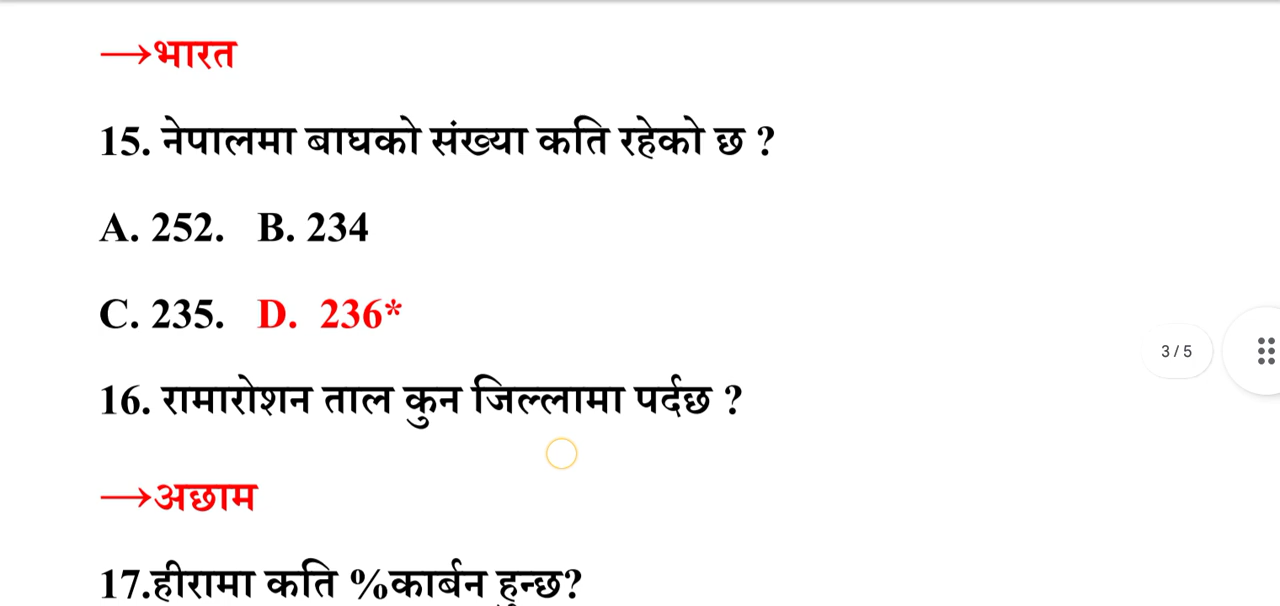 →भारत
15. नेपालमा बाघको संख्या कति रहेको छ ?
A. 252. B. 234
C. 235. D. 236*
3 / 5
16. रामारोशन ताल कुन जिल्लामा पर्दछ ?
→अछाम
17.हीरामा कति %कार्बन हुन्छ?